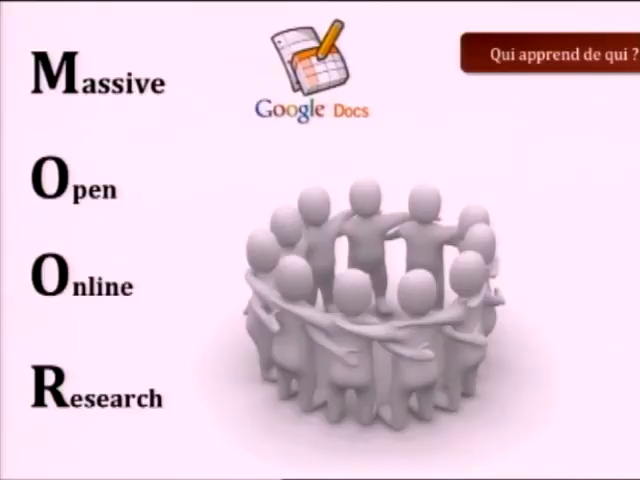 Massive
Google Docs
Qui apprend de qui ?
Open
Online
Research